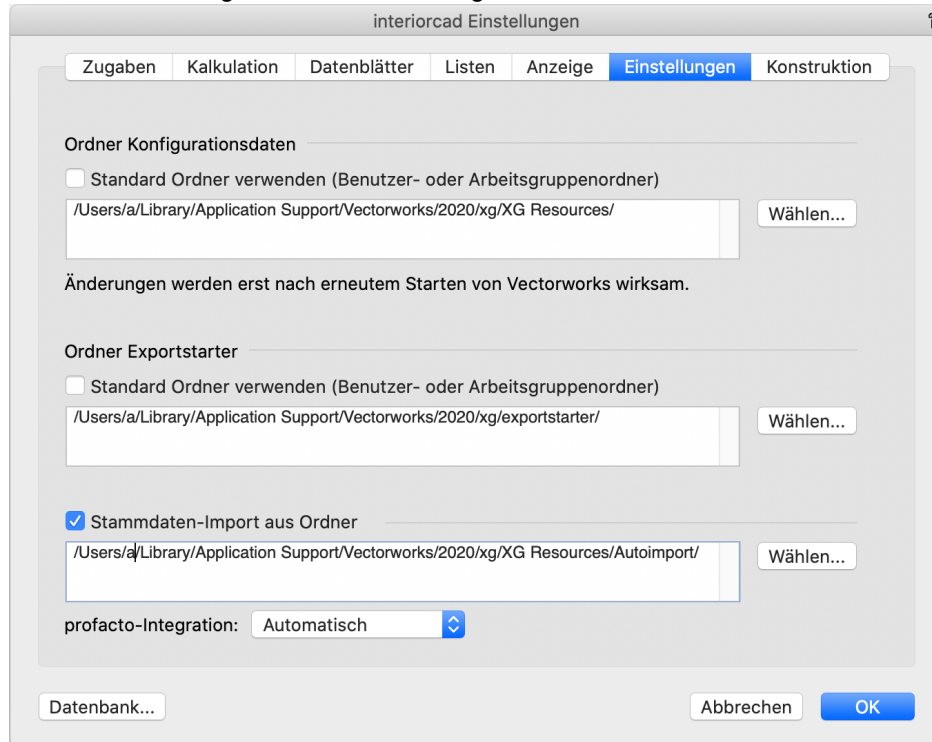 interiorcad Einstellungen
Zugaben Kalkulation Datenblätter Listen Anzeige Einstellungen Konstruktion
Ordner Konfigurationsdaten
Standard Ordner verwenden (Benutzer- oder Arbeitsgruppenordner)
/Users/a/Library/Application Support/Vectorworks/2020/xg/XG Resources/
Wählen...
Änderungen werden erst nach erneutem Starten von Vectorworks wirksam.
Ordner Exportstarter
Standard Ordner verwenden (Benutzer- oder Arbeitsgruppenordner)
/Users/a/Library/Application Support/Vectorworks/2020/xg/exportstarter/
Wählen...
Stammdaten-Import aus Ordner
/Users/a/Library/Application Support/Vectorworks/2020/xg/XG Resources/Autoimport/
Wählen...
profacto-Integration: Automatisch
Datenbank... Abbrechen OK